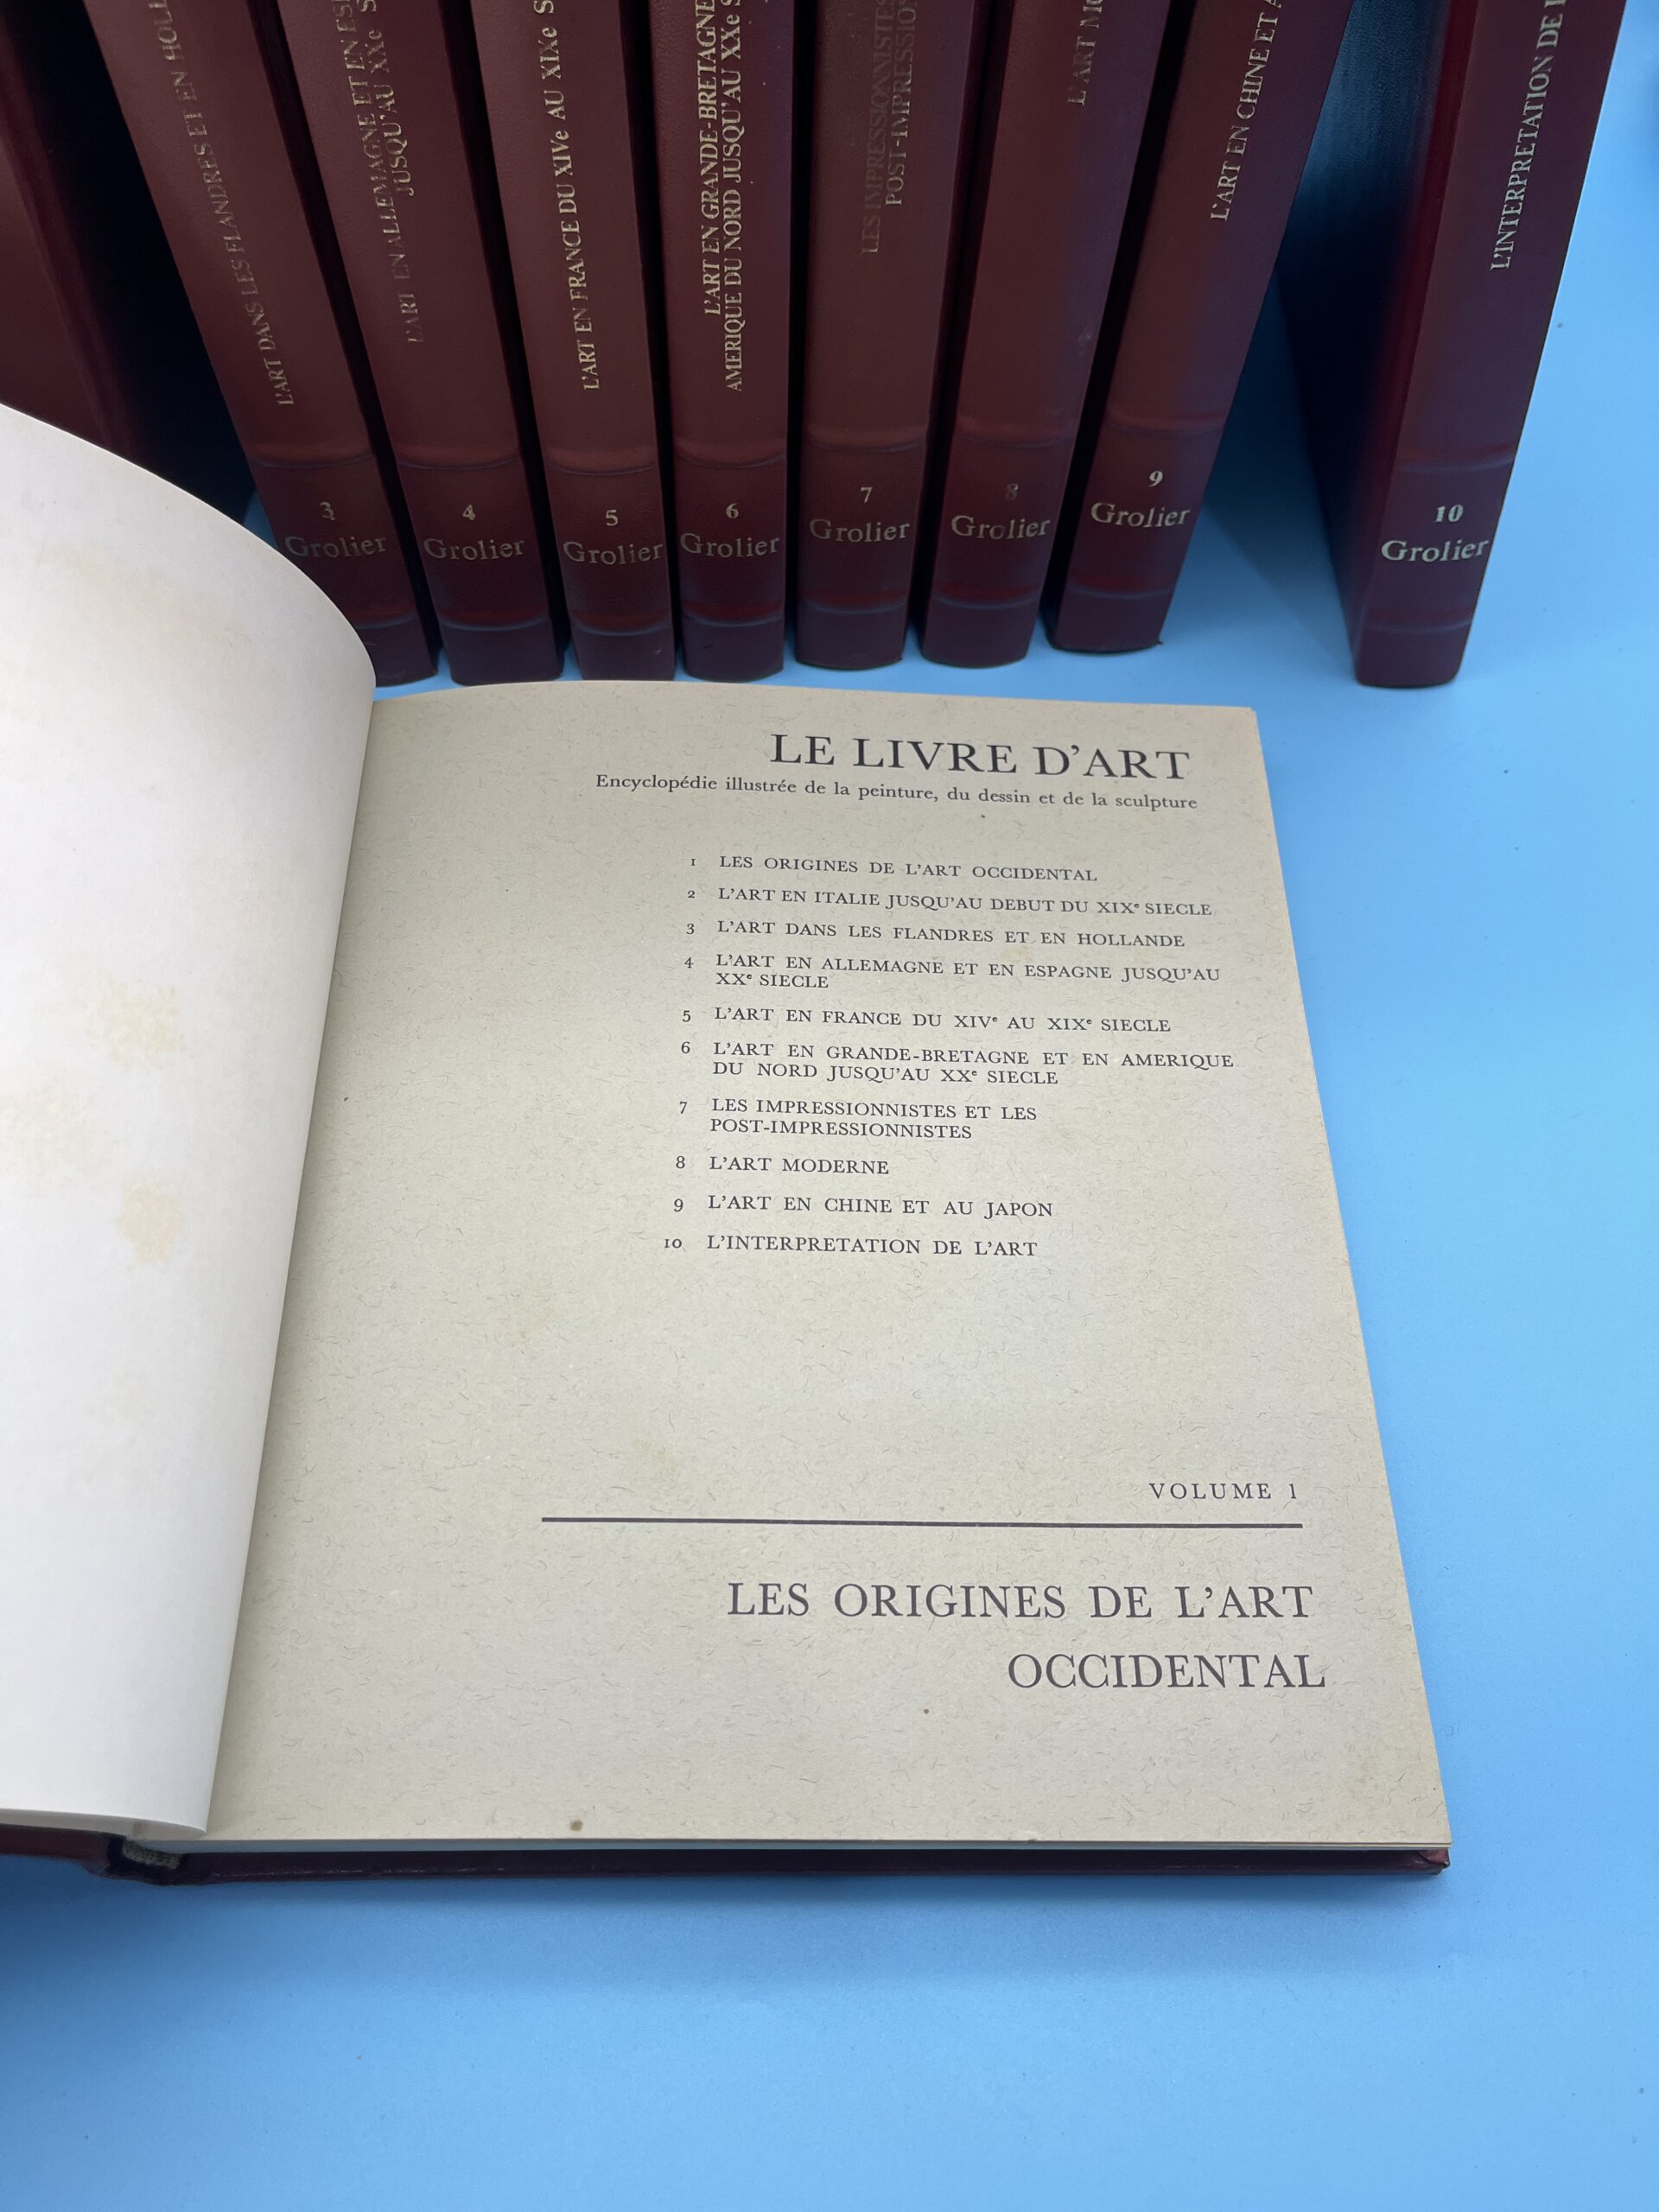 L'ART DANS LES FLANDRES ET EN
3
Grolier
L'ART EN ALLEMAGNE ET EN
JUSQU'AU XXe
4
Grolier
L'ART EN FRANCE DU XIVe AU XIXe S
5
Grolier
L'ART EN GRANDE-BRETAGNE
AMERIQUE DU NORD JUSQU'AU XXe S
6
Grolier
LES IMPRESSIONNISTES
POST-IMPRESSION
7
Grolier
L'ART MO
8
Grolier
L'ART EN CHINE ET A
9
Grolier
L'INTERPRETATION DE
10
Grolier
LE LIVRE D'ART
Encyclopédie illustrée de la peinture, du dessin et de la sculpture
1 LES ORIGINES DE L'ART OCCIDENTAL
2 L'ART EN ITALIE JUSQU'AU DEBUT DU XIXe SIECLE
3 L'ART DANS LES FLANDRES ET EN HOLLANDE
4 L'ART EN ALLEMAGNE ET EN ESPAGNE JUSQU'AU
XXe SIECLE
5 L'ART EN FRANCE DU XIVe AU XIXe SIECLE
6 L'ART EN GRANDE-BRETAGNE ET EN AMERIQUE
DU NORD JUSQU'AU XXe SIECLE
7 LES IMPRESSIONNISTES ET LES
POST-IMPRESSIONNISTES
8 L'ART MODERNE
9 L'ART EN CHINE ET AU JAPON
10 L'INTERPRETATION DE L'ART
VOLUME 1
LES ORIGINES DE L'ART
OCCIDENTAL